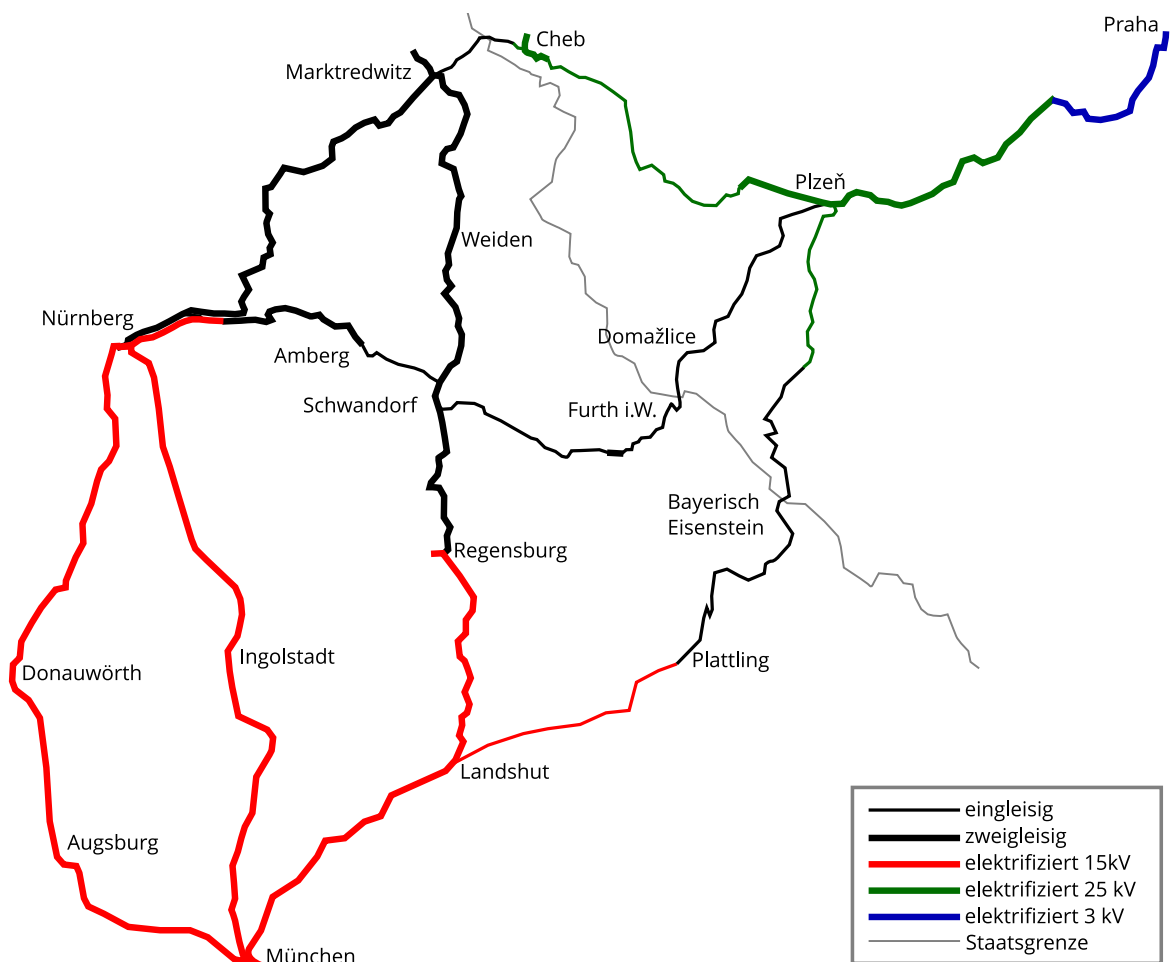 Praha
Cheb
Marktredwitz
Plzeň
Weiden
Nürnberg
Domažlice
Amberg
Schwandorf
Furth i.W.
Bayerisch
Eisenstein
Regensburg
Ingolstadt
Plattling
Donauwörth
Landshut
Augsburg
München
eingleisig
zweigleisig
elektrifiziert 15kV
elektrifiziert 25 kV
elektrifiziert 3 kV
Staatsgrenze